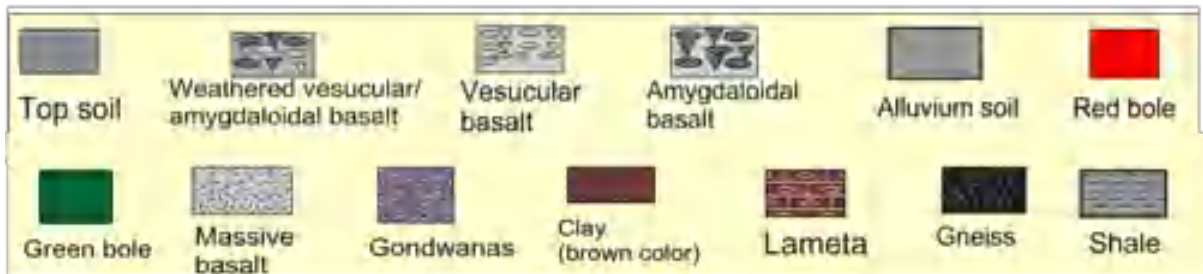 Top soil
Weathered vesucular/
amygdaloidal basalt
Vesucular
basalt
Amygdaloidal
basalt
Alluvium soil
Red bole
Green bole
Massive
basalt
Gondwanas
Clay
(brown color)
Lameta
Gneiss
Shale